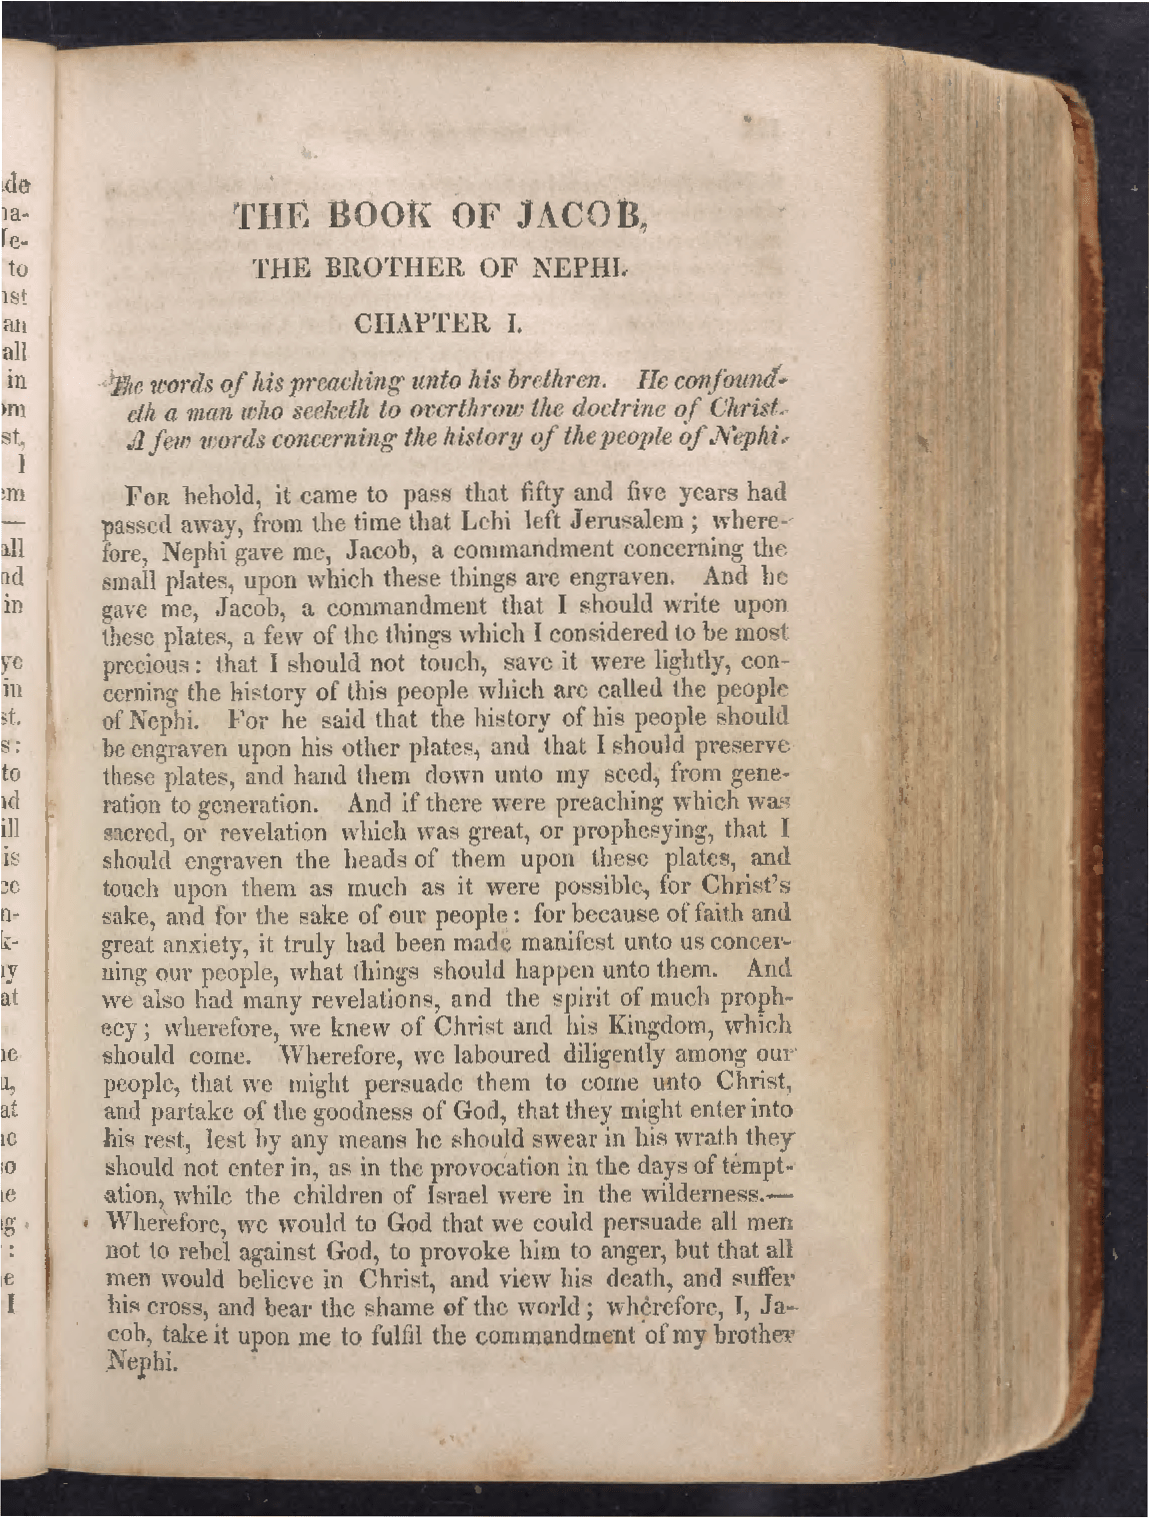 THE BOOK OF JACOB,
THE BROTHER OF NEPHI.
CHAPTER I.
The words of his preaching unto his brethren. He confound-
eth a man who seeketh to overthrow the doctrine of Christ.
A few words concerning the history of the people of Nephi.
FOR behold, it came to pass that fifty and five years had
passed away, from the time that Lehi left Jerusalem; where-
fore, Nephi gave me, Jacob, a commandment concerning the
small plates, upon which these things are engraven. And he
gave me, Jacob, a commandment that I should write upon
these plates, a few of the things which I considered to be most
precious: that I should not touch, save it were lightly, con-
cerning the history of this people which are called the people
of Nephi. For he said that the history of his people should
be engraven upon his other plates, and that I should preserve
these plates, and hand them down unto my seed, from gene-
ration to generation. And if there were preaching which was
sacred, or revelation which was great, or prophesying, that I
should engraven the heads of them upon these plates, and
touch upon them as much as it were possible, for Christ's
sake, and for the sake of our people: for because of faith and
great anxiety, it truly had been made manifest unto us concer-
ning our people, what things should happen unto them. And
we also had many revelations, and the spirit of much proph-
ecy; wherefore, we knew of Christ and his Kingdom, which
should come. Wherefore, we laboured diligently among our
people, that we might persuade them to come unto Christ,
and partake of the goodness of God, that they might enter into
his rest, lest by any means he should swear in his wrath they
should not enter in, as in the provocation in the days of tempt-
ation, while the children of Israel were in the wilderness.—
Wherefore, we would to God that we could persuade all men
not to rebel against God, to provoke him to anger, but that all
men would believe in Christ, and view his death, and suffer
his cross, and bear the shame of the world; wherefore, I, Ja-
cob, take it upon me to fulfil the commandment of my brother
Nephi.